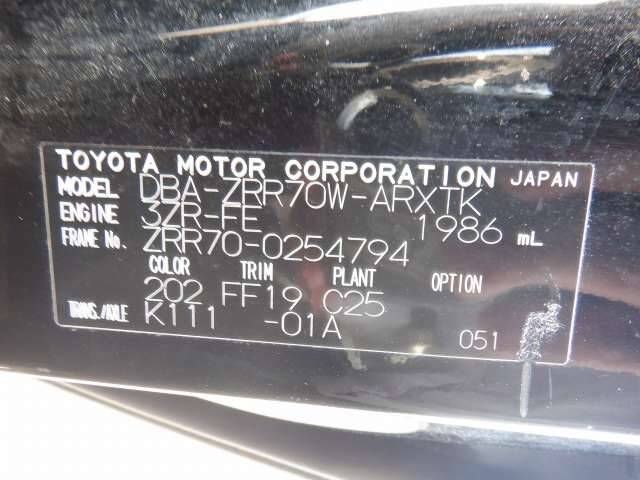 TOYOTA MOTOR CORPORATION JAPAN
MODEL DBA-ZRR70W-ARXTK
ENGINE 3ZR-FE 1986 mL
FRAME No. ZRR70-0254794
COLOR TRIM PLANT OPTION
202 FF19 C25
TRANS./AXLE K111 -01A 051